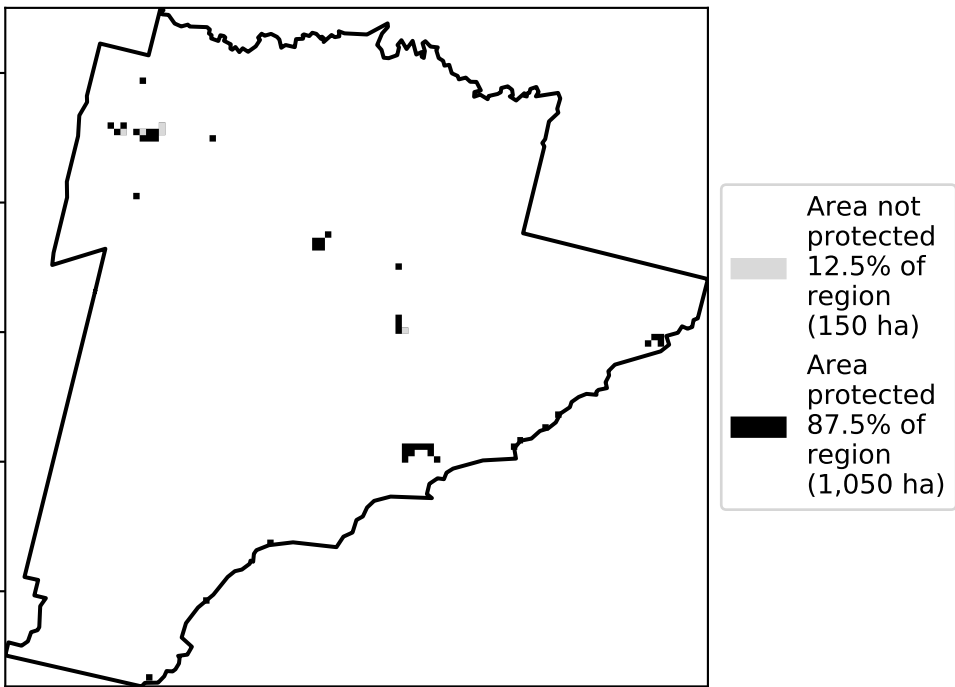 Area not
protected
12.5% of
region
(150 ha)
Area
protected
87.5% of
region
(1,050 ha)